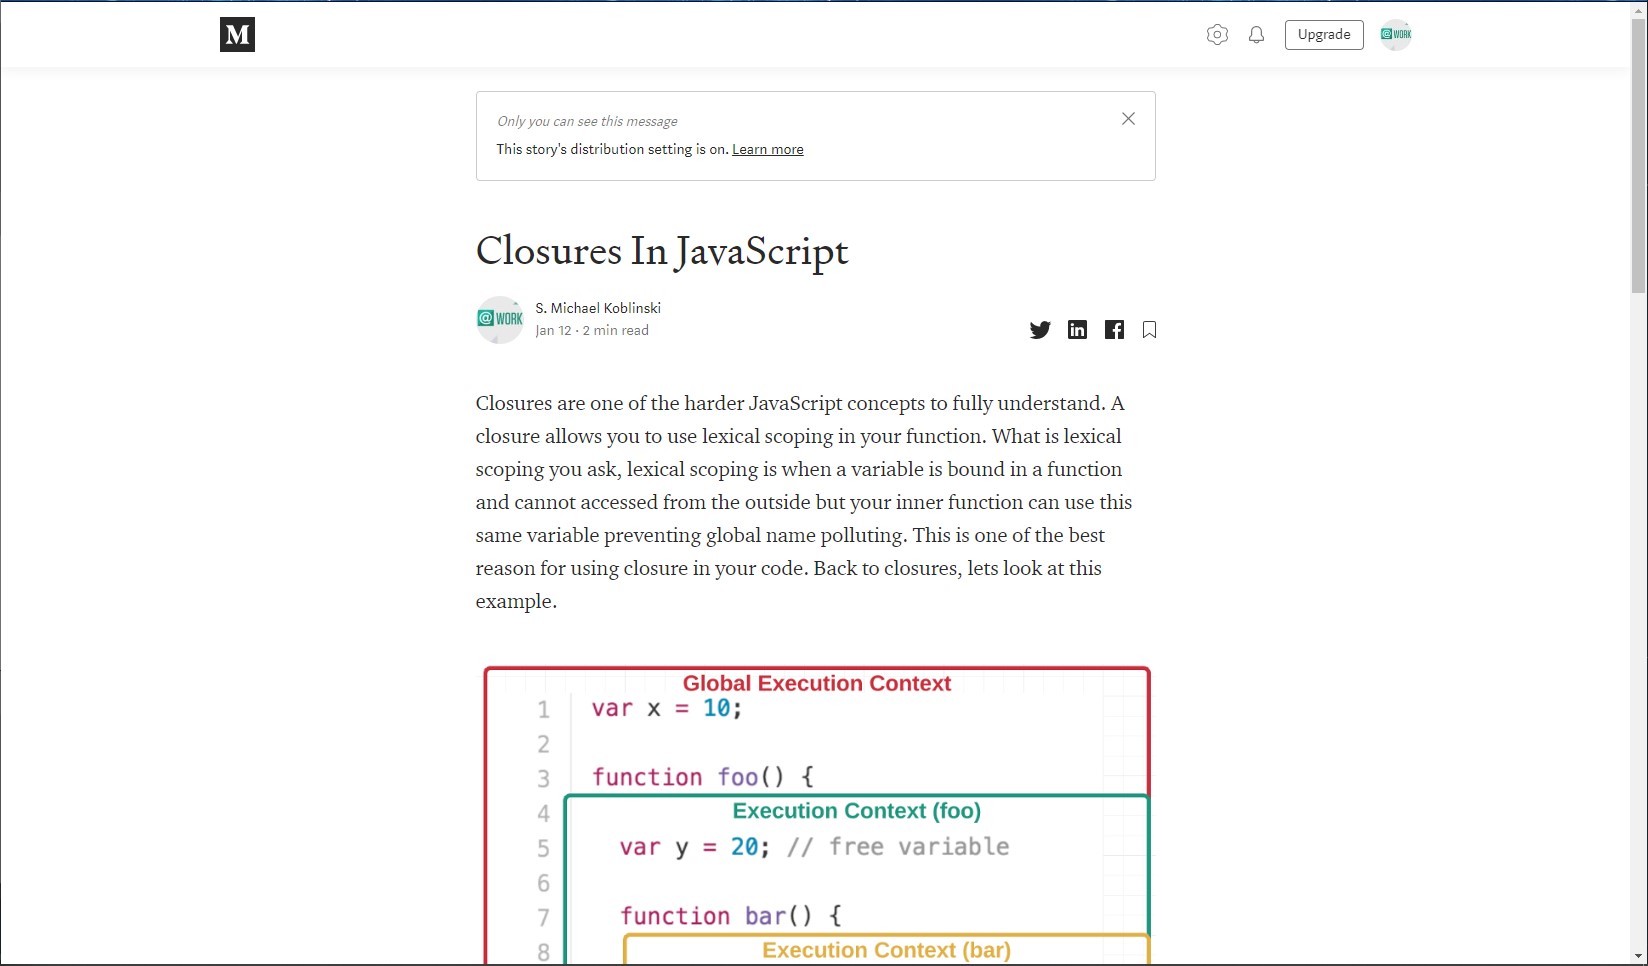 M
Upgrade
@WORK
Only you can see this message
This story's distribution setting is on. Learn more
Closures In JavaScript
@WORK
S. Michael Koblinski
Jan 12 · 2 min read
Closures are one of the harder JavaScript concepts to fully understand. A
closure allows you to use lexical scoping in your function. What is lexical
scoping you ask, lexical scoping is when a variable is bound in a function
and cannot accessed from the outside but your inner function can use this
same variable preventing global name polluting. This is one of the best
reason for using closure in your code. Back to closures, lets look at this
example.
Global Execution Context
1 var x = 10;
2
3 function foo() {
4 Execution Context (foo)
5 var y = 20; // free variable
6
7 function bar() {
8 Execution Context (bar)